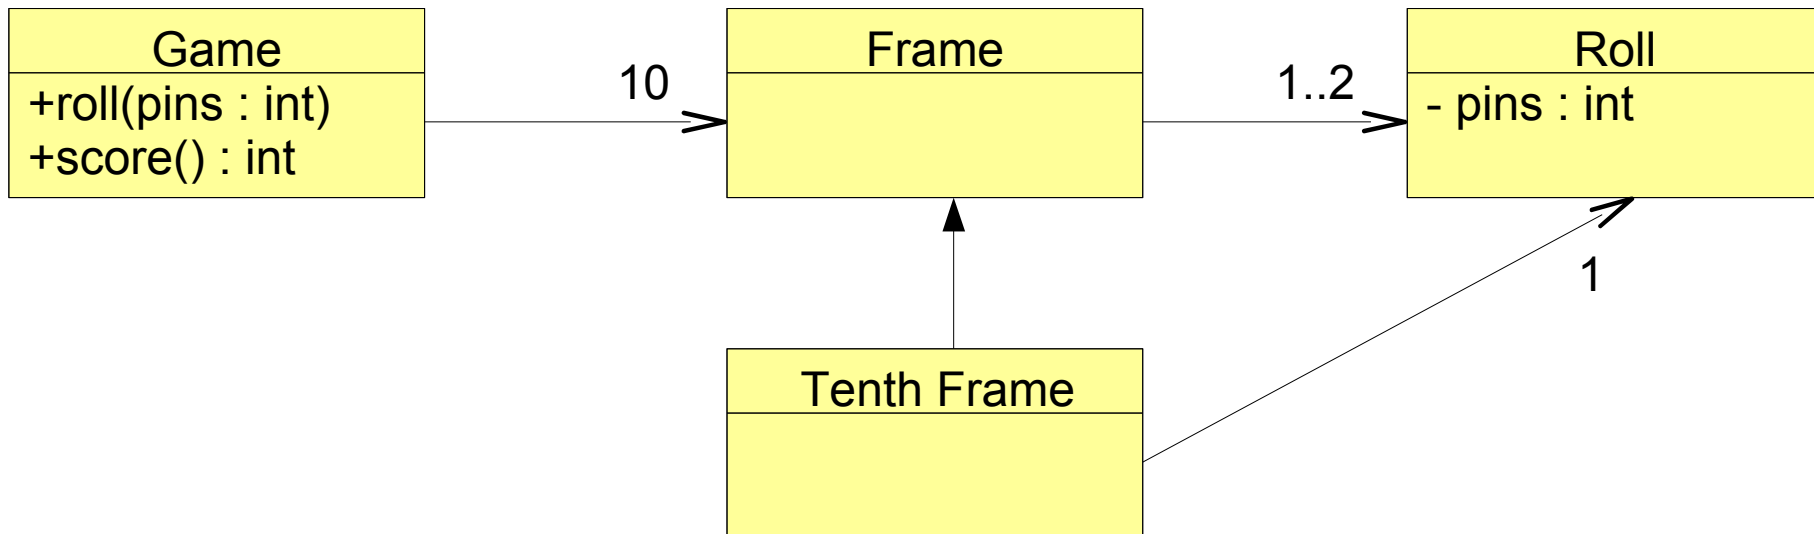 Game
+roll(pins : int)
+score() : int
10
Frame
1..2
Roll
- pins : int
1
Tenth Frame